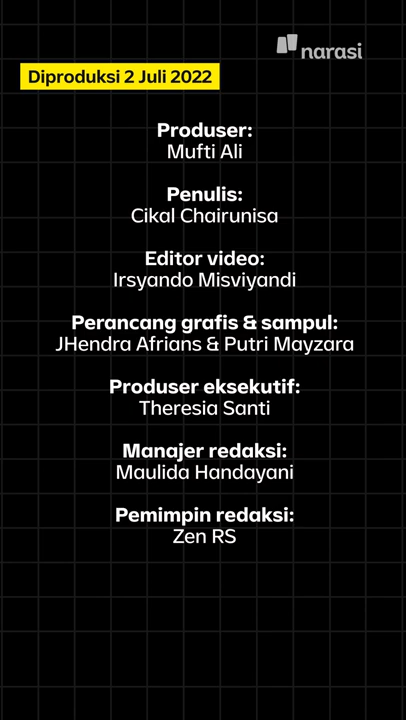 narasi
Diproduksi 2 Juli 2022
Produser:
Mufti Ali
Penulis:
Cikal Chairunisa
Editor video:
Irsyando Misviyandi
Perancang grafis & sampul:
JHendra Afrians & Putri Mayzara
Produser eksekutif:
Theresia Santi
Manajer redaksi:
Maulida Handayani
Pemimpin redaksi:
Zen RS